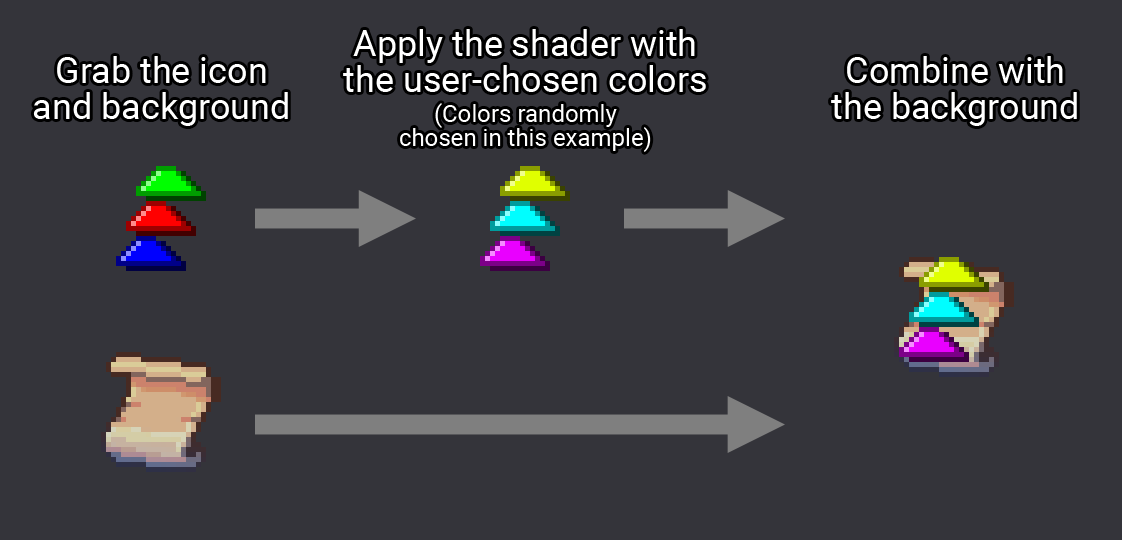 Grab the icon
and background
Apply the shader with
the user-chosen colors
(Colors randomly
chosen in this example)
Combine with
the background